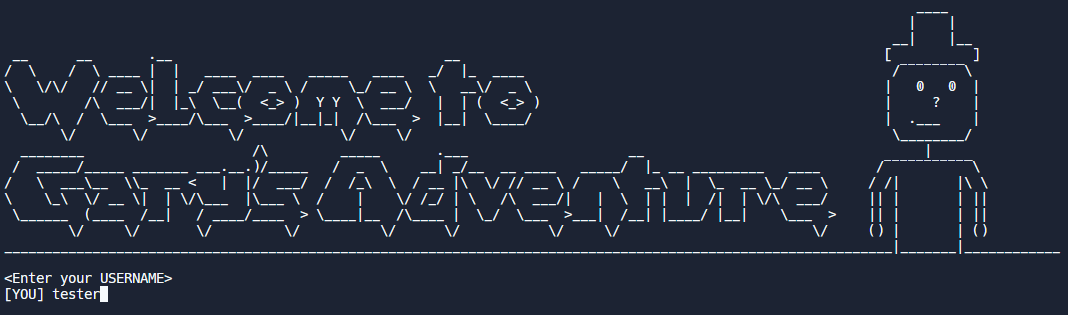 Welcome to
Gary's Adventure
<Enter your USERNAME>
[YOU] tester